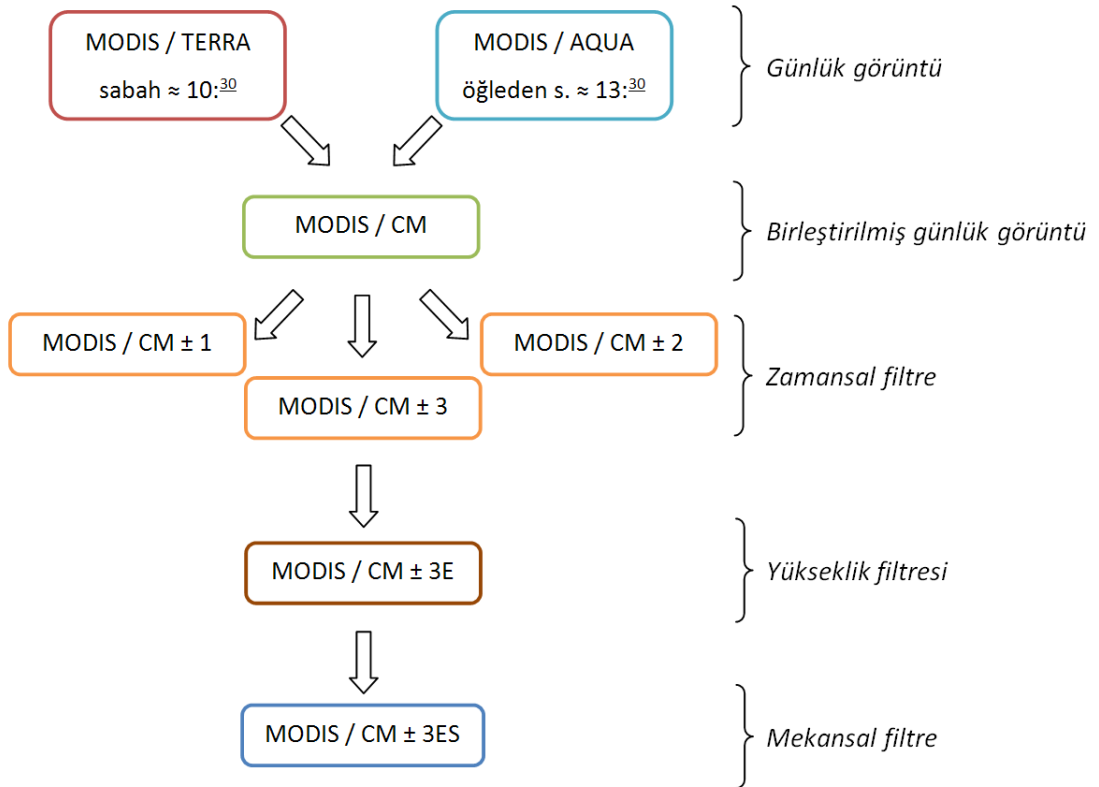 MODIS / TERRA
sabah ≈ 10:30
MODIS / AQUA
öğleden s. ≈ 13:30
Günlük görüntü
MODIS / CM
Birleştirilmiş günlük görüntü
MODIS / CM ± 1
MODIS / CM ± 2
MODIS / CM ± 3
Zamansal filtre
MODIS / CM ± 3E
Yükseklik filtresi
MODIS / CM ± 3ES
Mekansal filtre